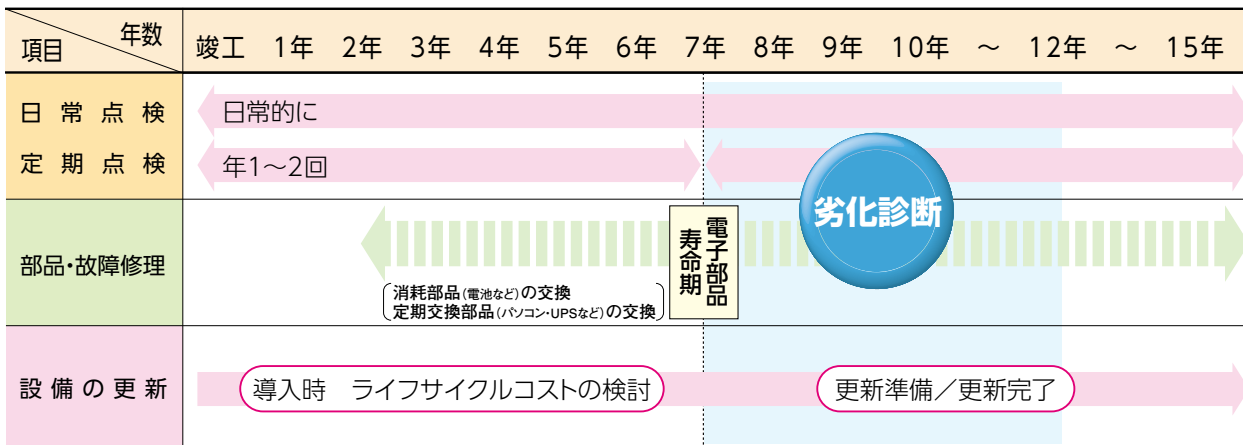 年数
項目
竣工 1年 2年 3年 4年 5年 6年 7年 8年 9年 10年 ～ 12年 ～ 15年
日常点検
日常的に
定期点検
年1～2回
劣化診断
部品・故障修理
電子部品
寿命期
消耗部品(電池など)の交換
定期交換部品(パソコン・UPSなど)の交換
設備の更新
導入時 ライフサイクルコストの検討
更新準備／更新完了